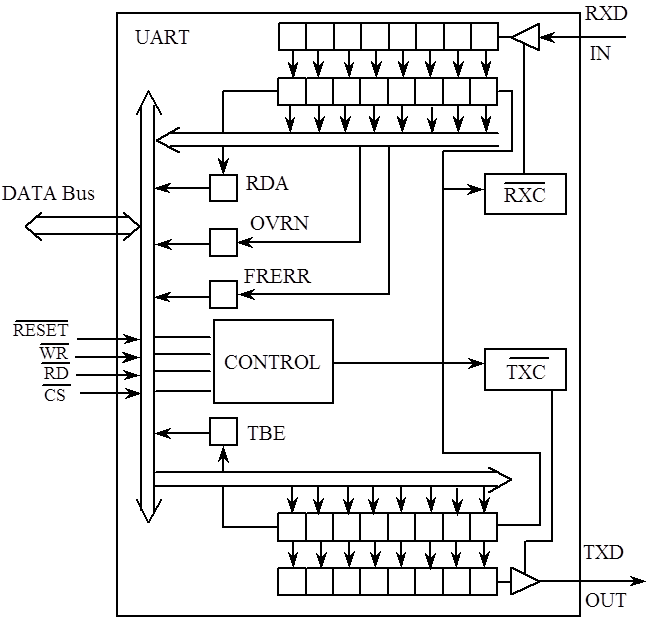 RXD
UART
IN
RDA
RXC
DATA Bus
OVRN
FRERR
RESET
WR
RD
CS
CONTROL
TXC
TBE
TXD
OUT